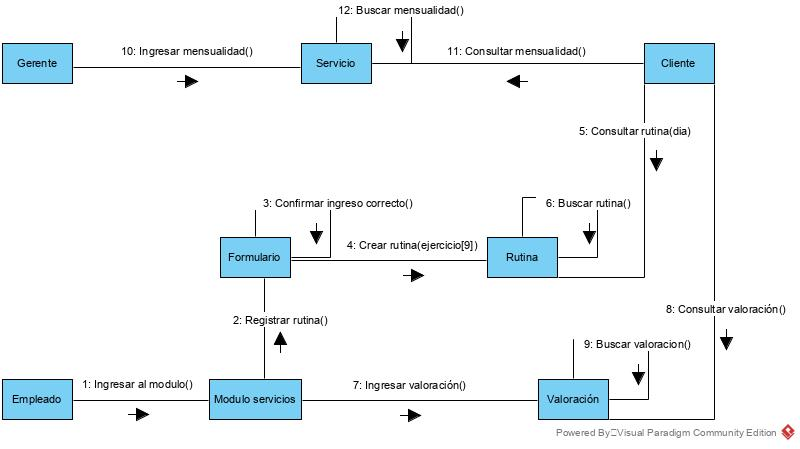 12: Buscar mensualidad()
10: Ingresar mensualidad()
11: Consultar mensualidad()
Gerente
Servicio
Cliente
5: Consultar rutina(dia)
3: Confirmar ingreso correcto()
6: Buscar rutina()
4: Crear rutina(ejercicio[9])
Formulario
Rutina
8: Consultar valoración()
2: Registrar rutina()
9: Buscar valoracion()
1: Ingresar al modulo()
7: Ingresar valoración()
Empleado
Modulo servicios
Valoración
Powered By Visual Paradigm Community Edition